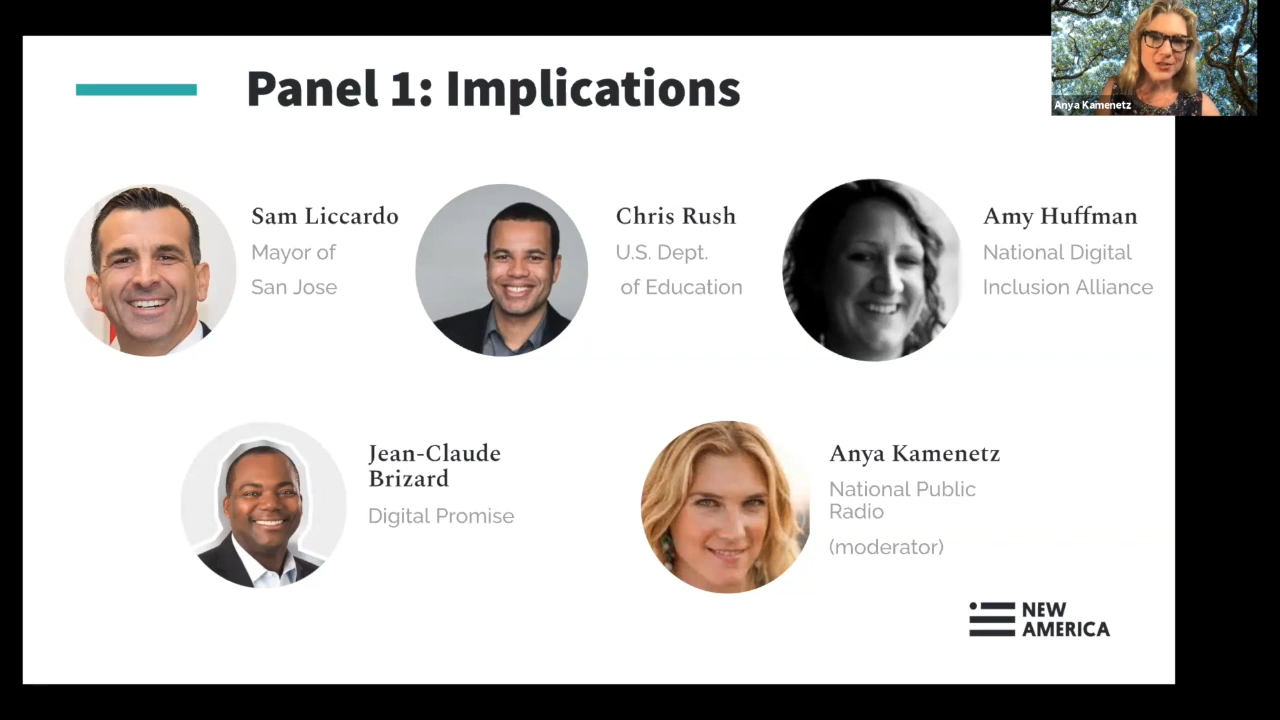 Panel 1: Implications
Anya Kamenetz
Sam Liccardo
Mayor of
San Jose
Chris Rush
U.S. Dept.
of Education
Amy Huffman
National Digital
Inclusion Alliance
Jean-Claude
Brizard
Digital Promise
Anya Kamenetz
National Public
Radio
(moderator)
NEW
AMERICA